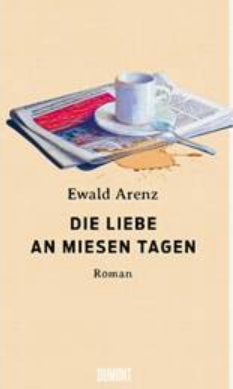 Ewald Arenz
DIE LIEBE
AN MIESEN TAGEN
Roman
DUMONT